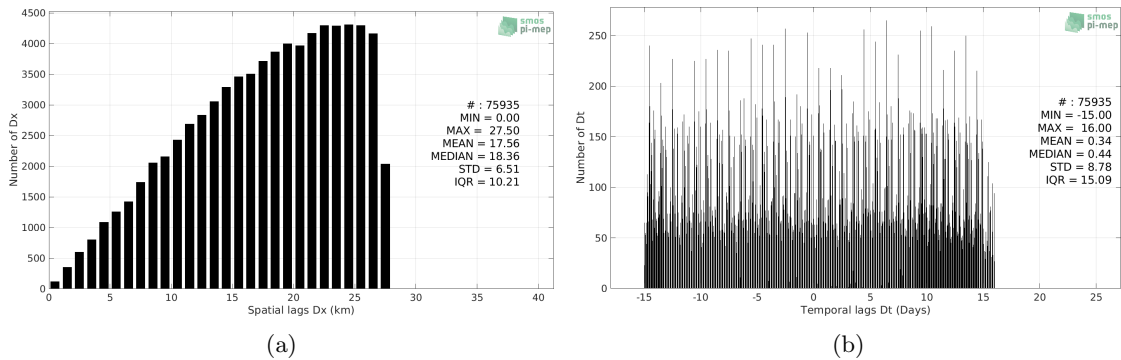 4500
4000
3500
3000
2500
2000
1500
1000
500
0
Number of Dx
smos
pi-mep
# : 75935
MIN = 0.00
MAX = 27.50
MEAN = 17.56
MEDIAN = 18.36
STD = 6.51
IQR = 10.21
0 5 10 15 20 25 30 35 40
Spatial lags Dx (km)
(a)
250
200
150
100
50
0
Number of Dt
smos
pi-mep
# : 75935
MIN = -15.00
MAX = 16.00
MEAN = 0.34
MEDIAN = 0.44
STD = 8.78
IQR = 15.09
-15 -10 -5 0 5 10 15 20 25
Temporal lags Dt (Days)
(b)